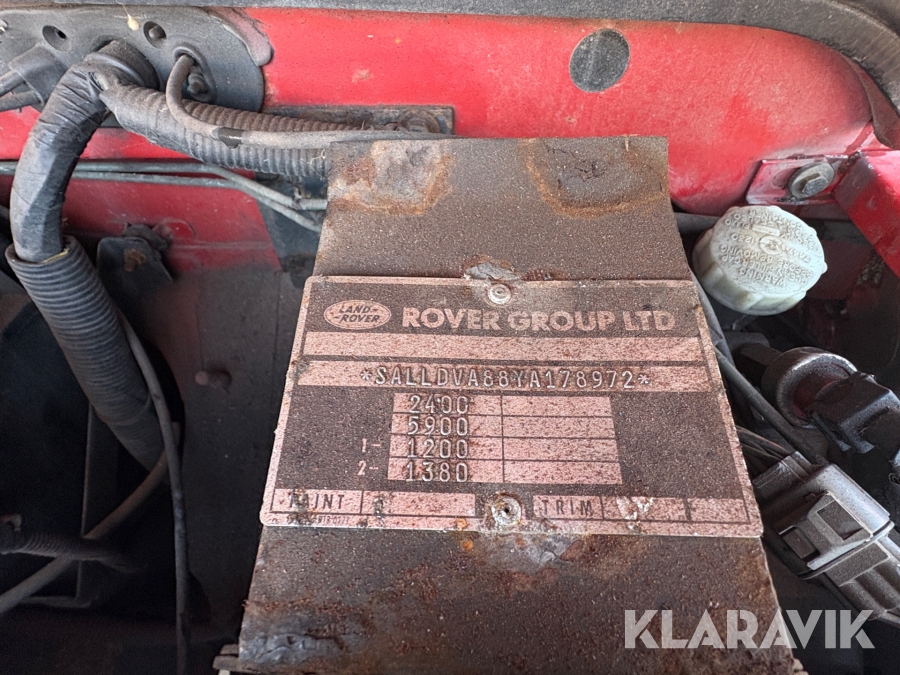 LAND
ROVER
ROVER GROUP LTD
*SALLDVA88YA178972*
2400
5900
1- 1200
2- 1380
PAINT TRIM
KLARAVIK